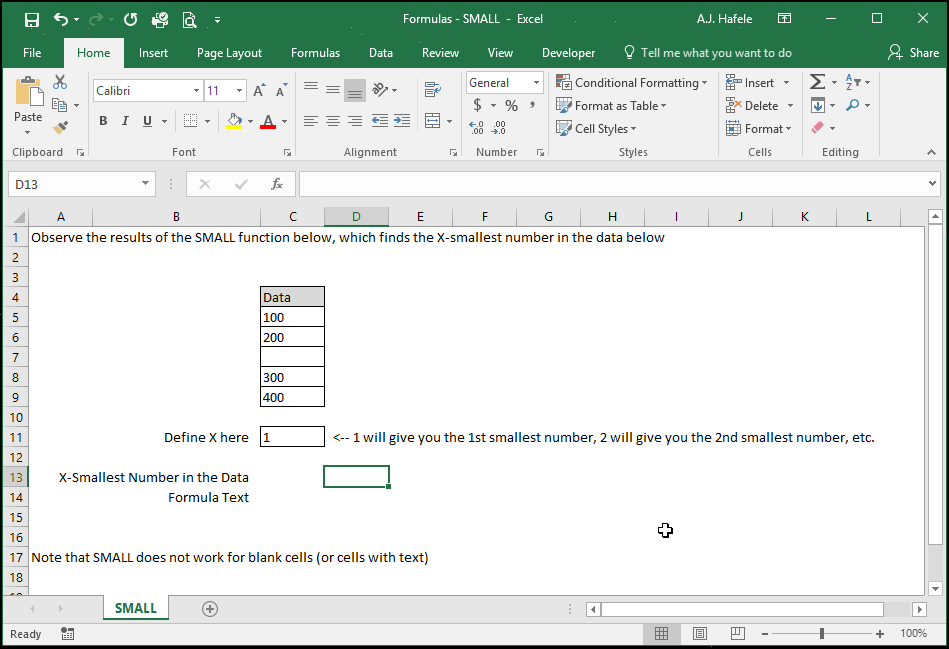 Formulas - SMALL - Excel
A.J. Hafele
File Home Insert Page Layout Formulas Data Review View Developer Tell me what you want to do Share
Calibri 11 General
Paste
B I U A $ % ,
Conditional Formatting
Format as Table
Cell Styles
Insert
Delete
Format
Clipboard Font Alignment Number Styles Cells Editing
D13 fx
A B C D E F G H I J K L
1 Observe the results of the SMALL function below, which finds the X-smallest number in the data below
2
3
4 Data
5 100
6 200
7
8 300
9 400
10
11 Define X here 1 <-- 1 will give you the 1st smallest number, 2 will give you the 2nd smallest number, etc.
12
13 X-Smallest Number in the Data
14 Formula Text
15
16
17 Note that SMALL does not work for blank cells (or cells with text)
18
SMALL
Ready 100%